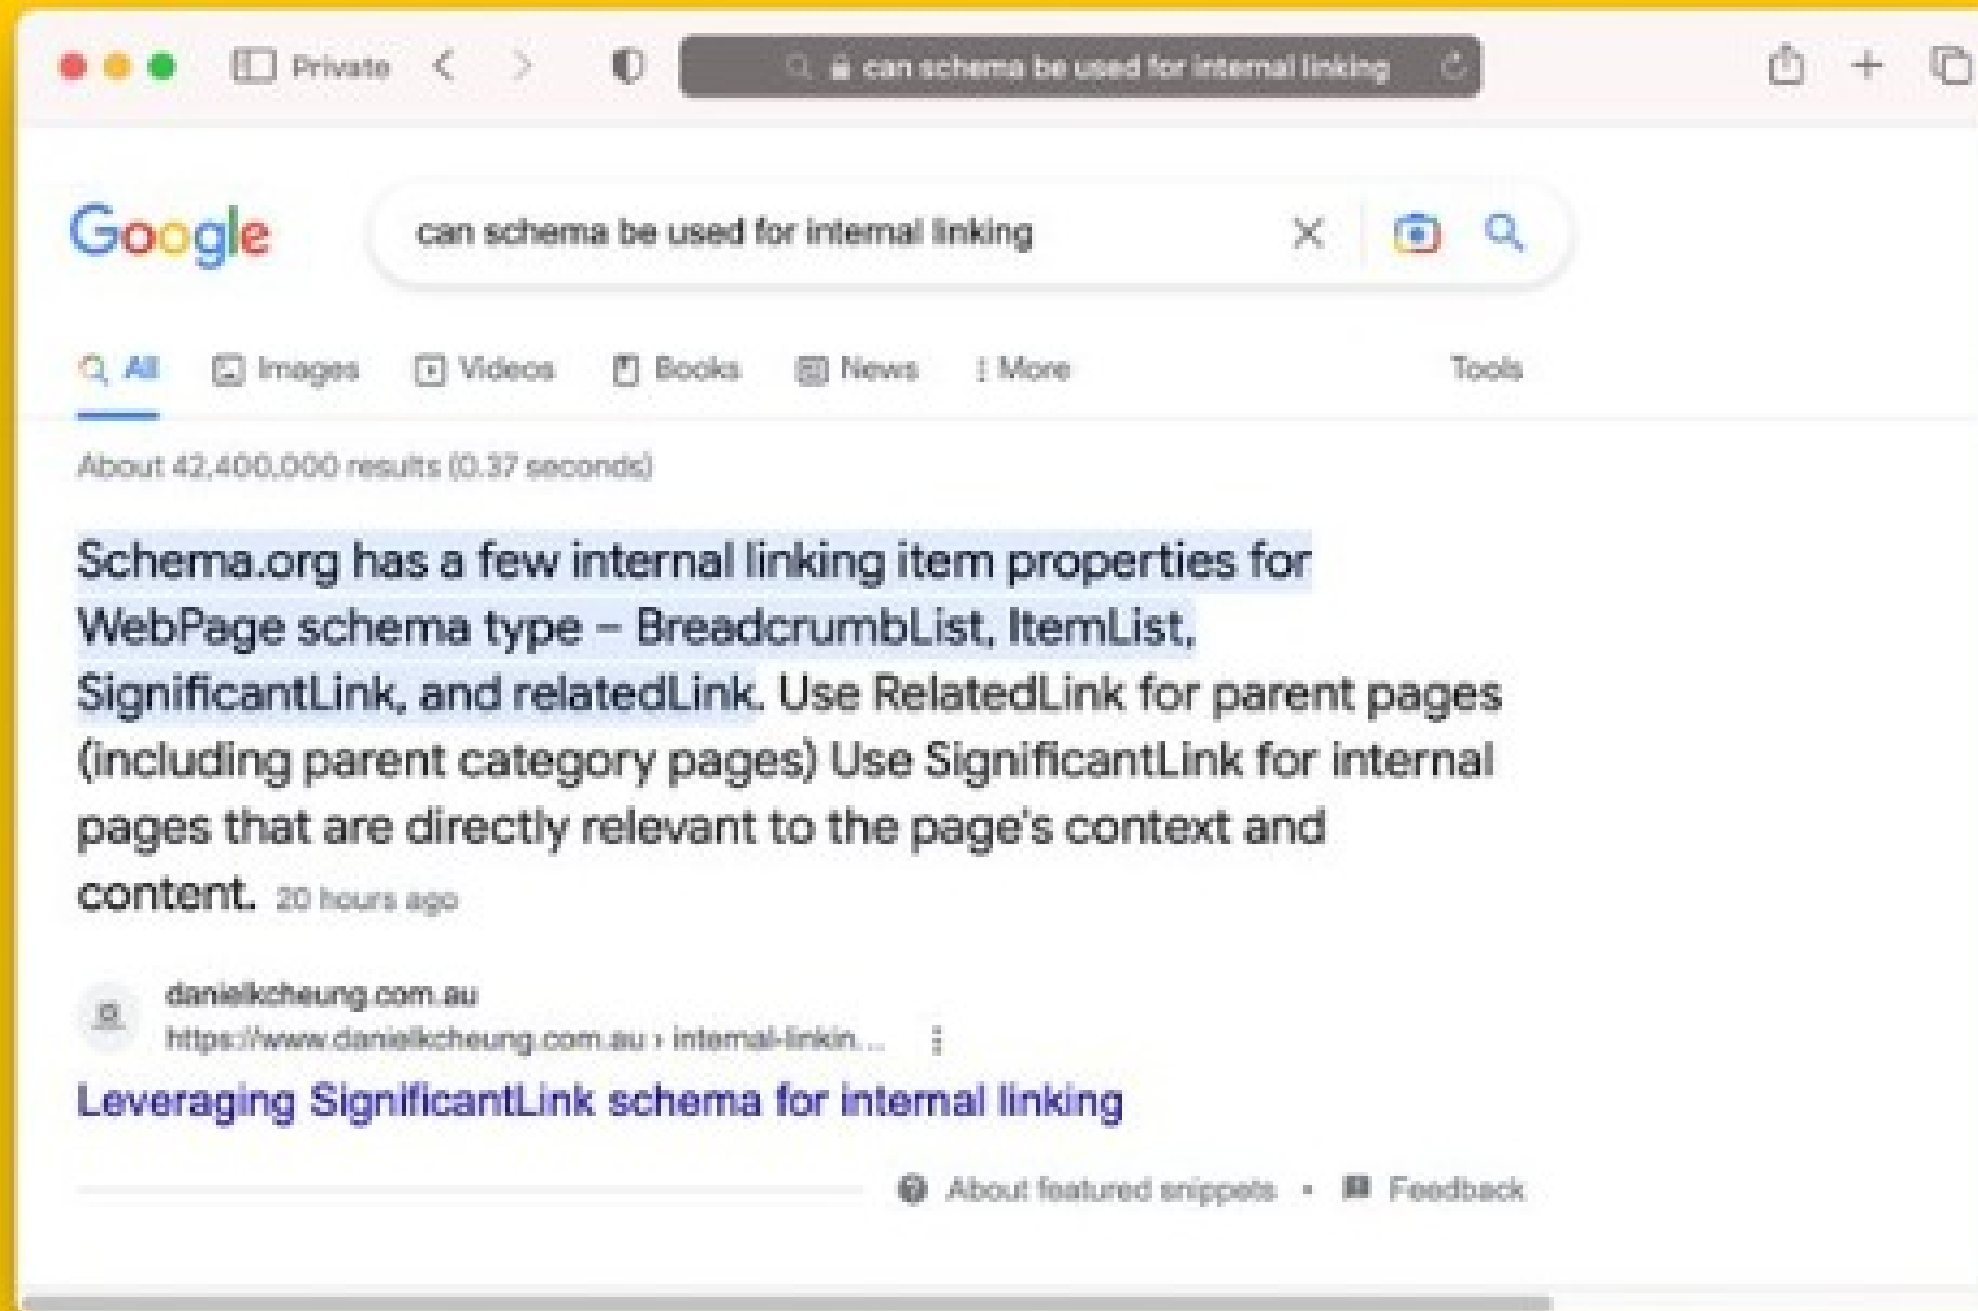 Private
can schema be used for internal linking
Google
can schema be used for internal linking
All Images Videos Books News More Tools
About 42,400,000 results (0.37 seconds)
Schema.org has a few internal linking item properties for
WebPage schema type – BreadcrumbList, ItemList,
SignificantLink, and relatedLink. Use RelatedLink for parent pages
(including parent category pages) Use SignificantLink for internal
pages that are directly relevant to the page's context and
content. 20 hours ago
danielkcheung.com.au
https://www.danielkcheung.com.au › internal-linkin...
Leveraging SignificantLink schema for internal linking
About featured snippets • Feedback